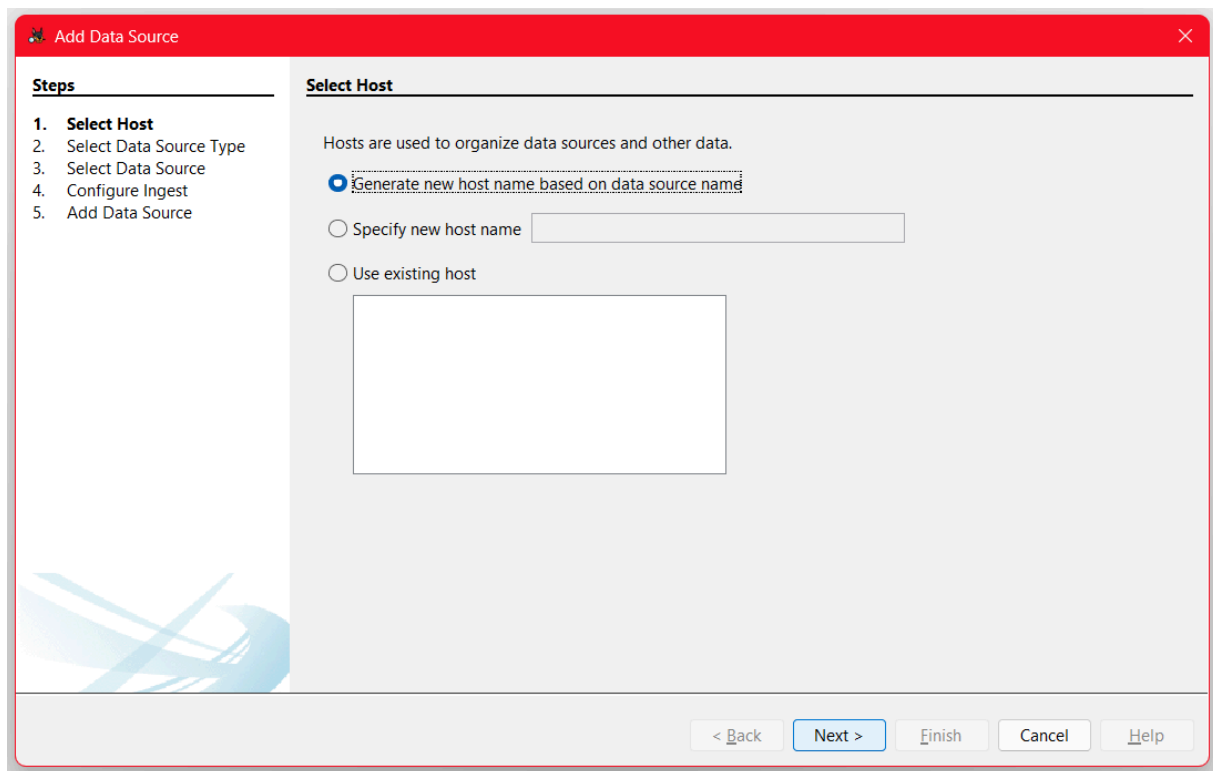 Add Data Source
Steps
1. Select Host
2. Select Data Source Type
3. Select Data Source
4. Configure Ingest
5. Add Data Source
Select Host
Hosts are used to organize data sources and other data.
Generate new host name based on data source name
Specify new host name
Use existing host
< Back
Next >
Finish
Cancel
Help